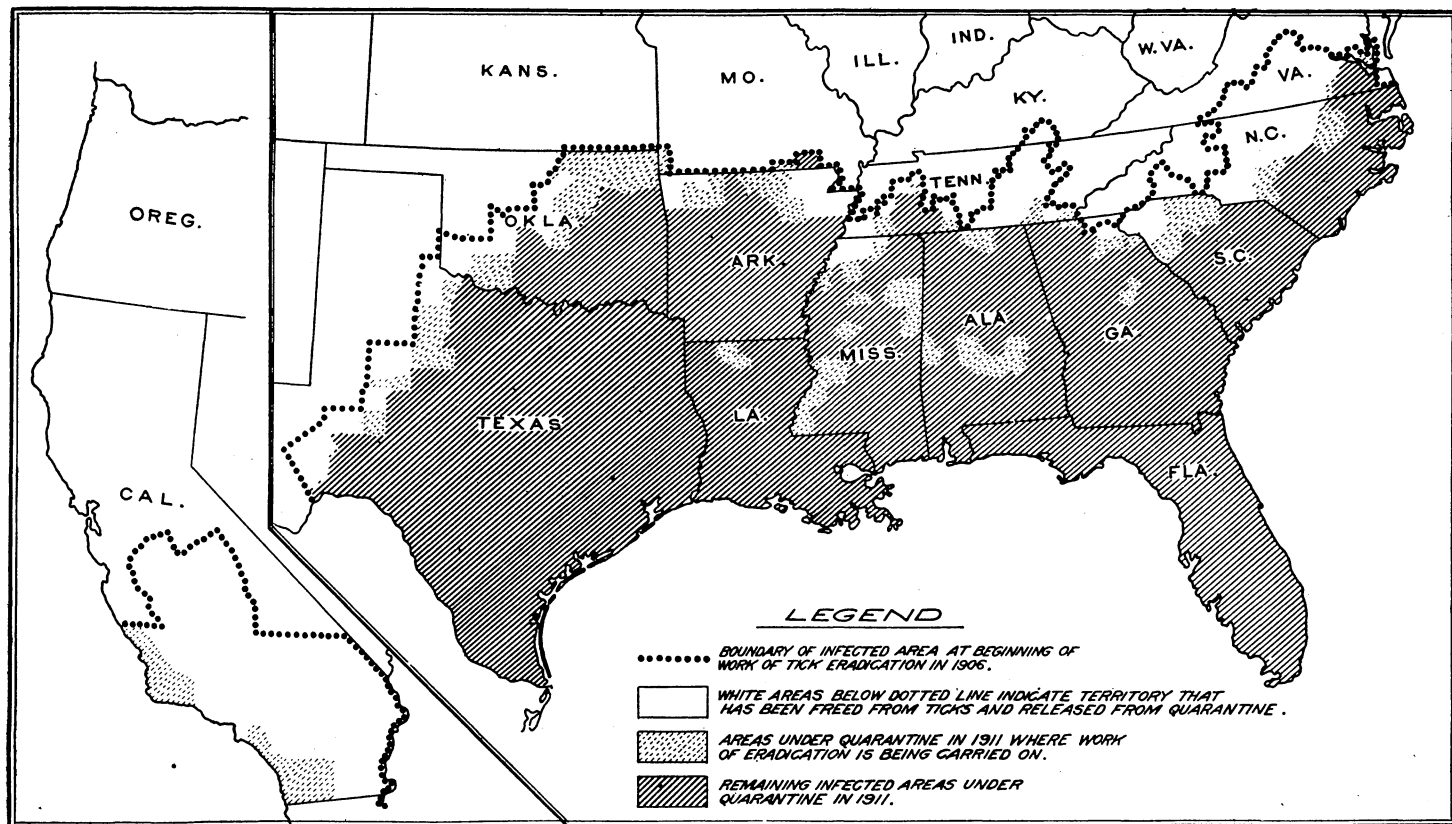 KANS.
MO.
ILL.
IND.
W.VA.
KY.
VA.
N.C.
TENN.
OREG.
OKLA
ARK.
S.C.
MISS.
ALA.
GA.
TEXAS
LA.
FLA.
CAL.
LEGEND
BOUNDARY OF INFECTED AREA AT BEGINNING OF
WORK OF TICK ERADICATION IN 1906.
WHITE AREAS BELOW DOTTED LINE INDICATE TERRITORY THAT
HAS BEEN FREED FROM TICKS AND RELEASED FROM QUARANTINE.
AREAS UNDER QUARANTINE IN 1911 WHERE WORK
OF ERADICATION IS BEING CARRIED ON.
REMAINING INFECTED AREAS UNDER
QUARANTINE IN 1911.